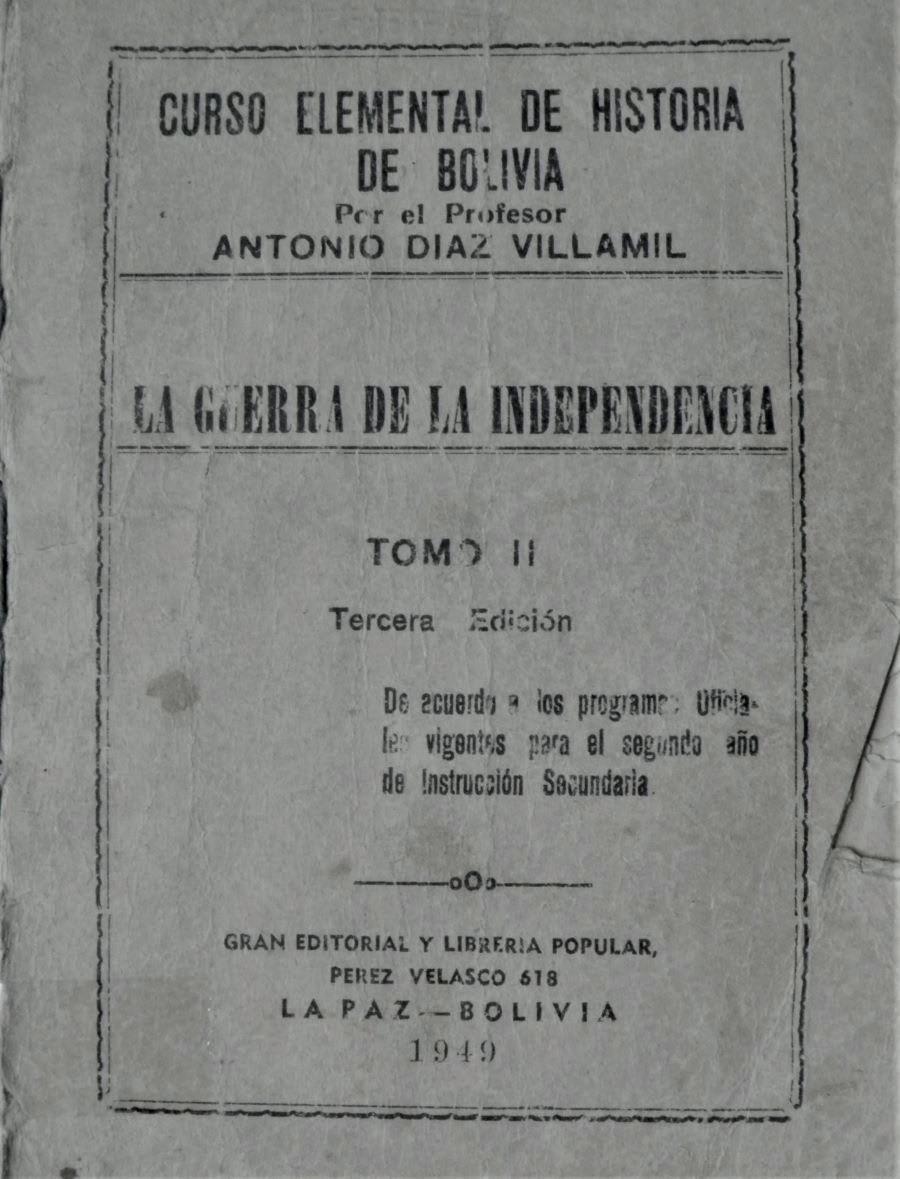 CURSO ELEMENTAL DE HISTORIA
DE BOLIVIA
Por el Profesor
ANTONIO DIAZ VILLAMIL
LA GUERRA DE LA INDEPENDENCIA
TOMO II
Tercera Edición
De acuerdo a los programas Oficia-
les vigentes para el segundo año
de Instrucción Secundaria.
oOo
GRAN EDITORIAL Y LIBRERIA POPULAR,
PEREZ VELASCO 618
LA PAZ.—BOLIVIA
1949